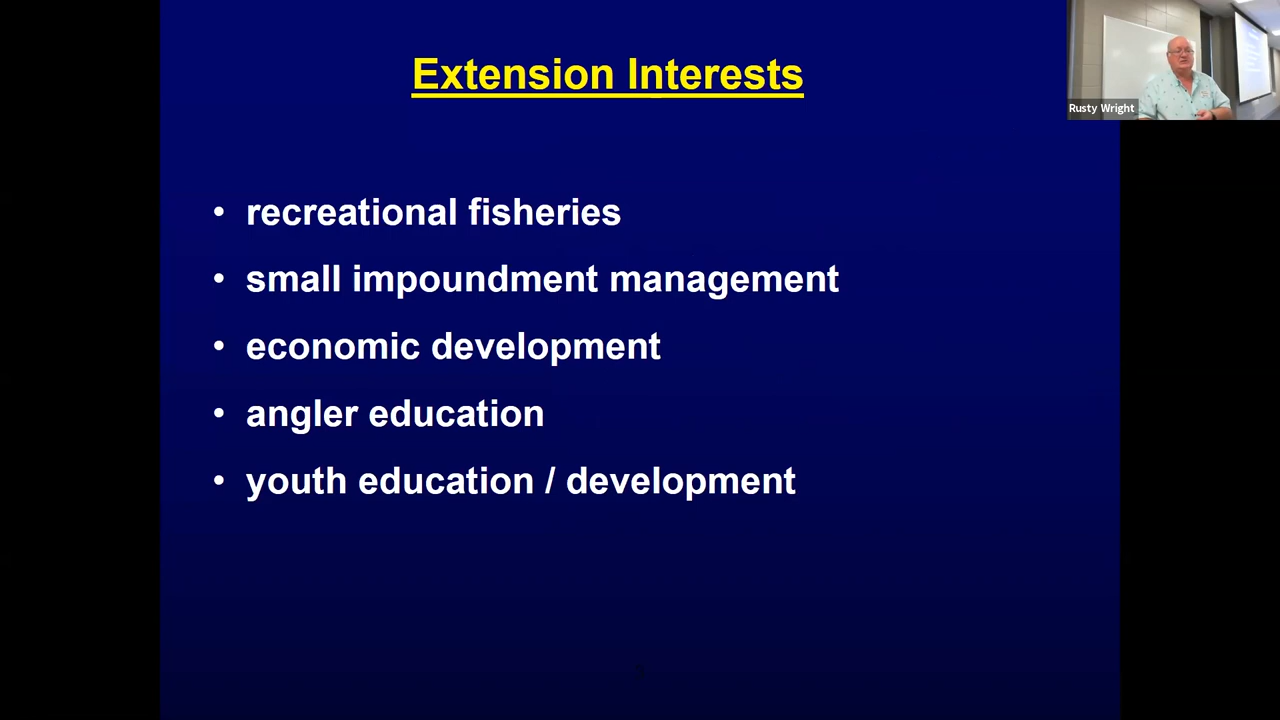 Extension Interests
• recreational fisheries
• small impoundment management
• economic development
• angler education
• youth education / development
Rusty Wright